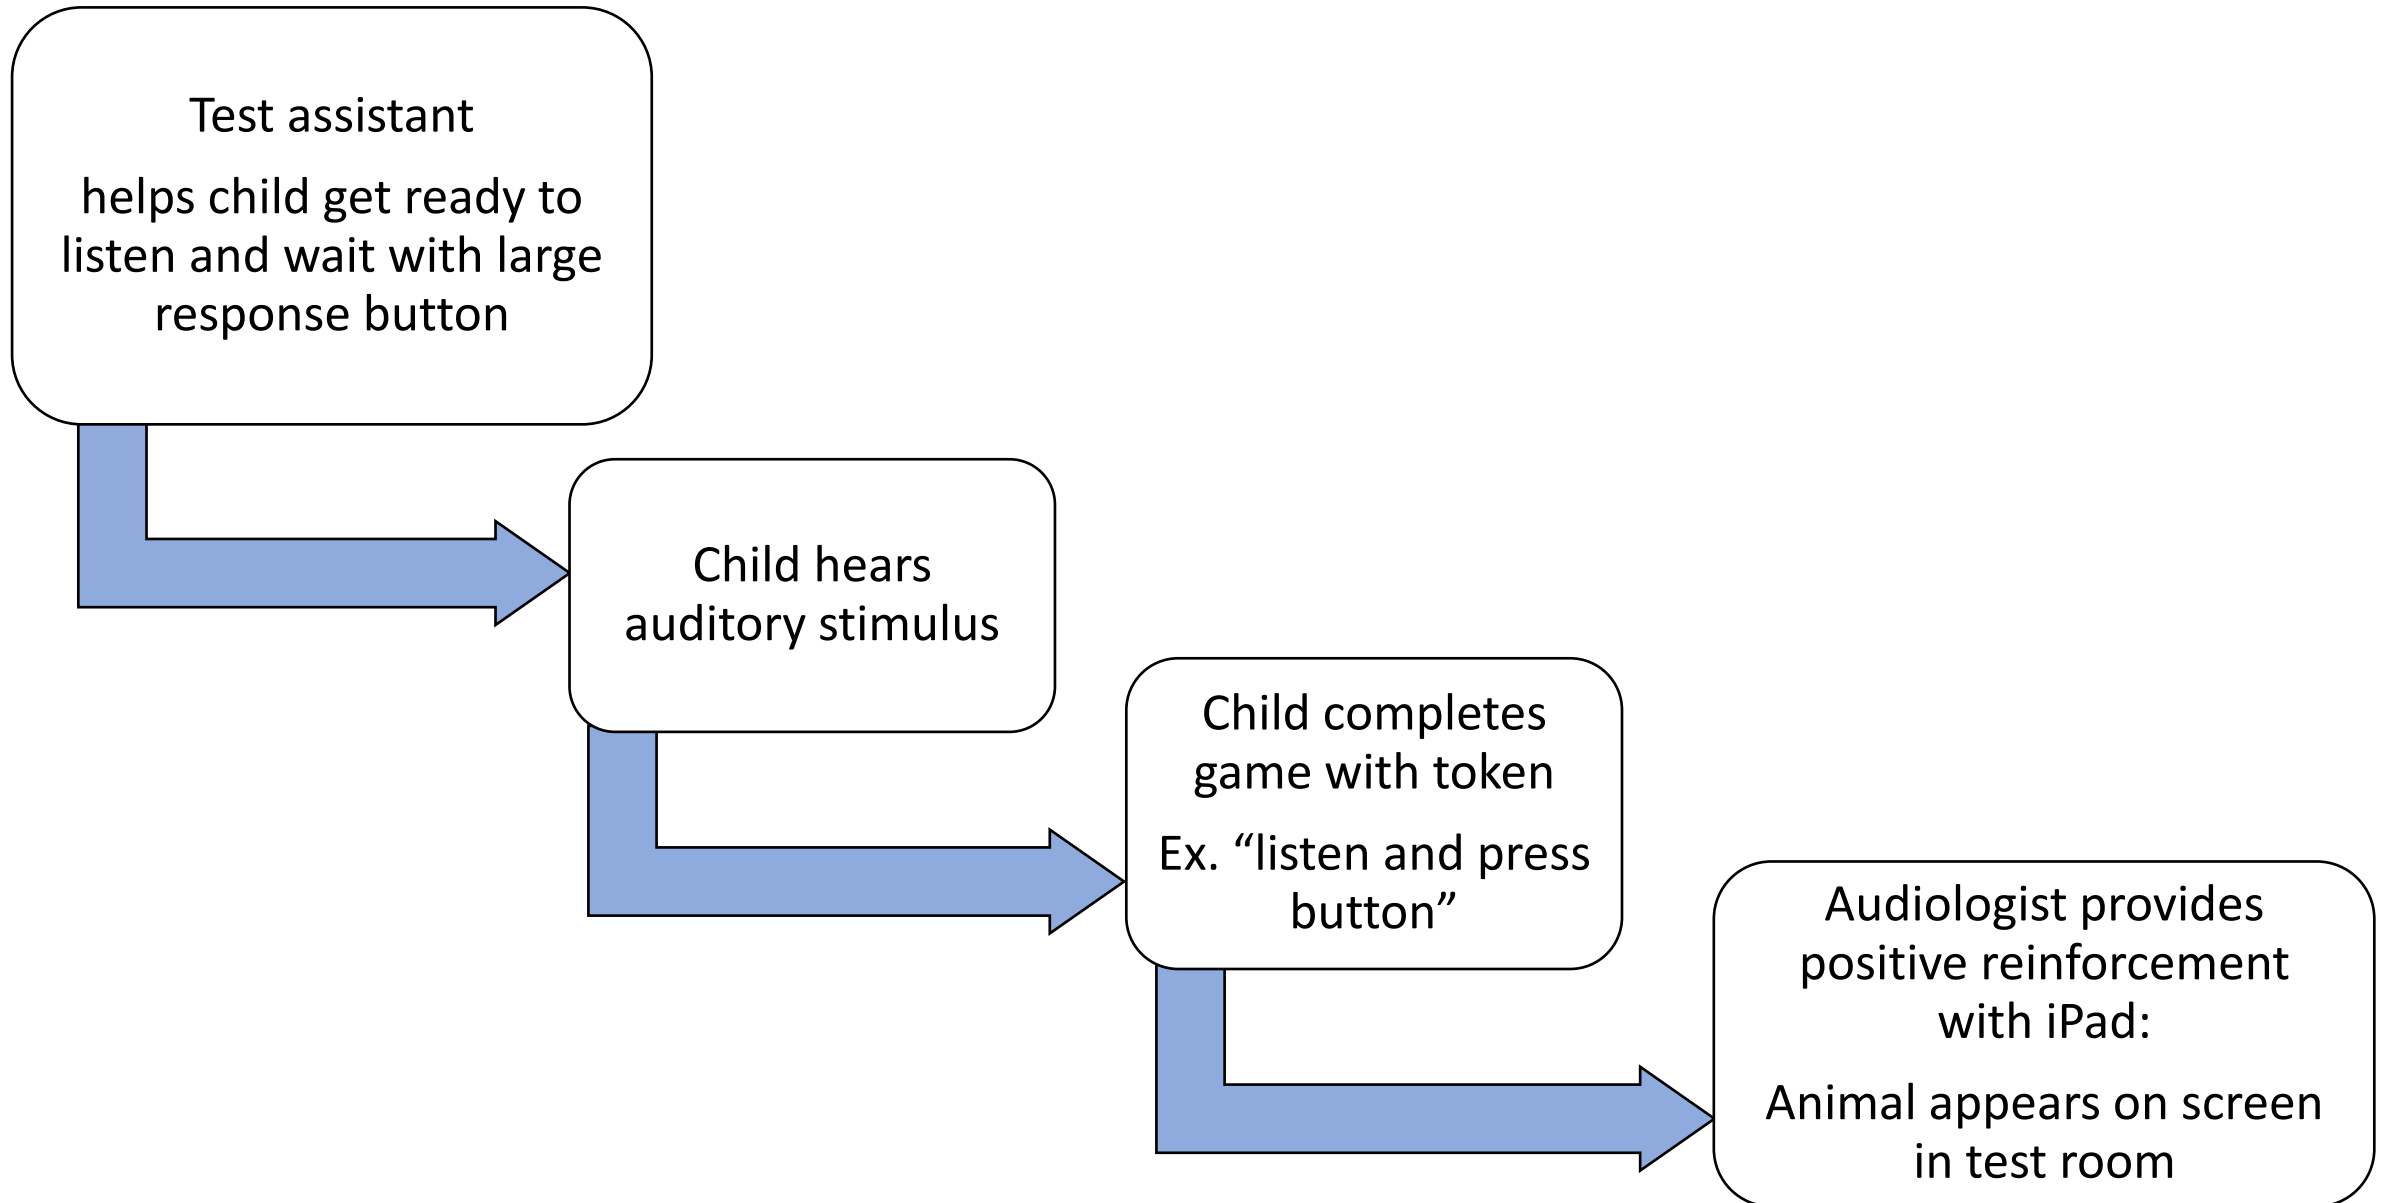 Test assistant
helps child get ready to
listen and wait with large
response button
Child hears
auditory stimulus
Child completes
game with token
Ex. “listen and press
button”
Audiologist provides
positive reinforcement
with iPad:
Animal appears on screen
in test room